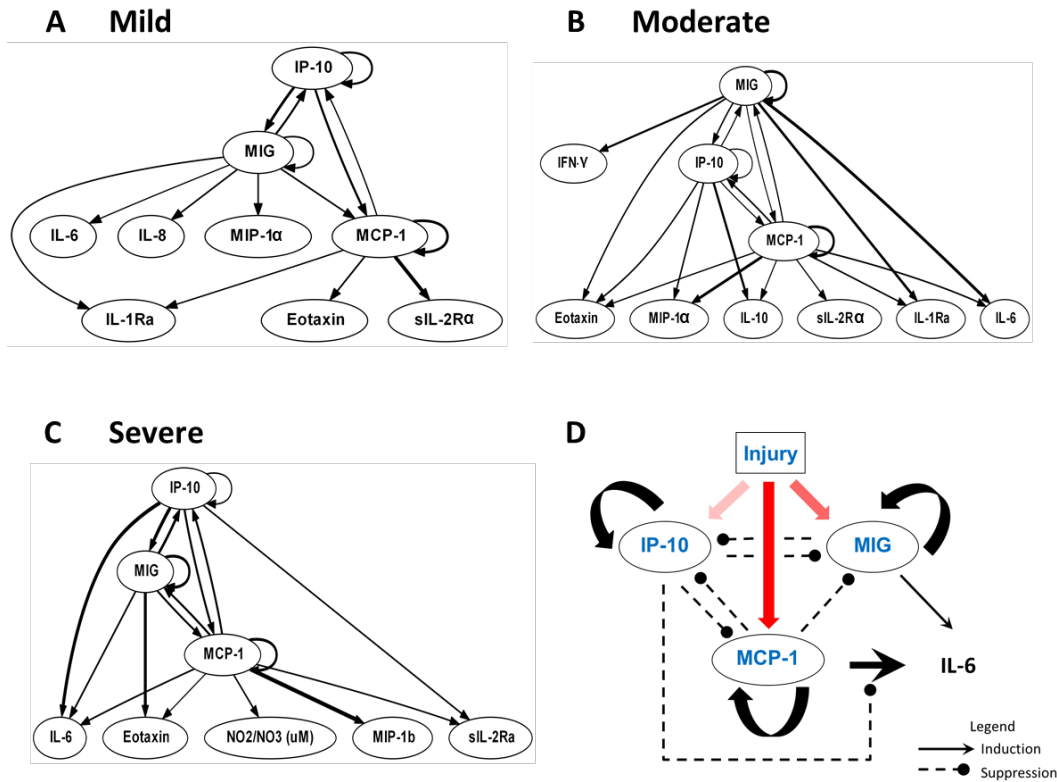 A Mild
IP-10
MIG
IL-6 IL-8 MIP-1α MCP-1
IL-1Ra Eotaxin sIL-2Rα
B Moderate
MIG
IFN-Y IP-10
MCP-1
Eotaxin MIP-1α IL-10 sIL-2Rα IL-1Ra IL-6
C Severe
IP-10
MIG
MCP-1
IL-6 Eotaxin NO2/NO3 (uM) MIP-1b sIL-2Ra
D
Injury
IP-10 MIG
MCP-1 IL-6
Legend
Induction
Suppression